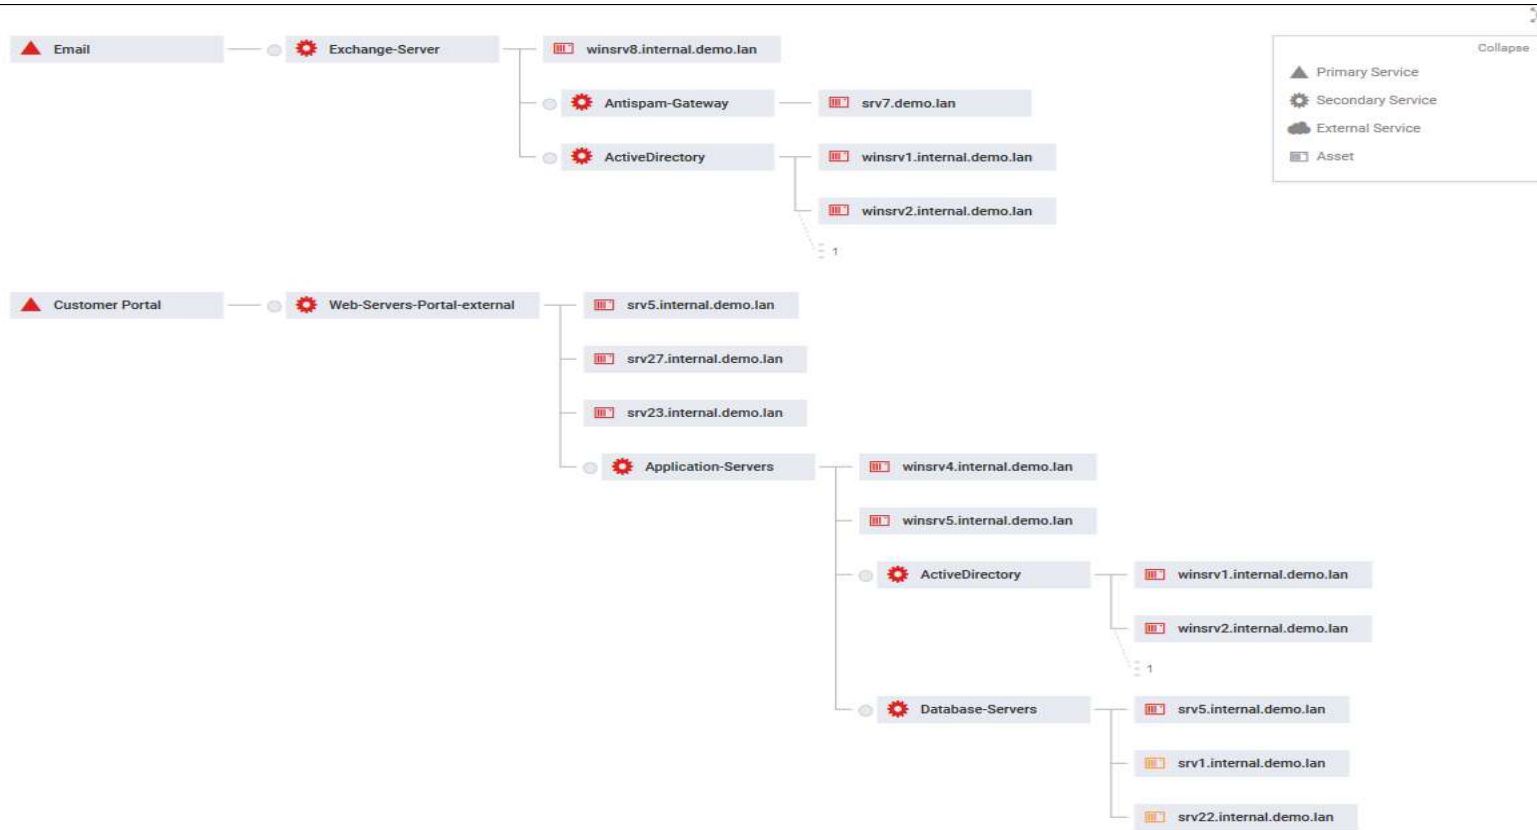 Email
Exchange-Server
winsrv8.internal.demo.lan
Collapse
Primary Service
Antispam-Gateway
srv7.demo.lan
Secondary Service
External Service
ActiveDirectory
winsrv1.internal.demo.lan
Asset
winsrv2.internal.demo.lan
1
Customer Portal
Web-Servers-Portal-external
srv5.internal.demo.lan
srv27.internal.demo.lan
srv23.internal.demo.lan
Application-Servers
winsrv4.internal.demo.lan
winsrv5.internal.demo.lan
ActiveDirectory
winsrv1.internal.demo.lan
winsrv2.internal.demo.lan
1
Database-Servers
srv5.internal.demo.lan
srv1.internal.demo.lan
srv22.internal.demo.lan